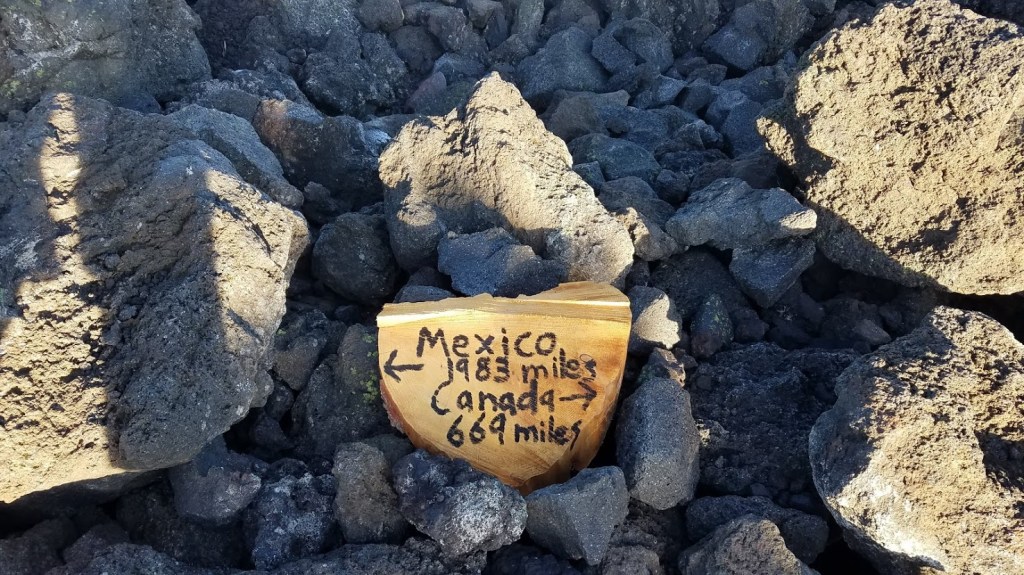 Mexico
← 1983 miles
Canada →
669 miles